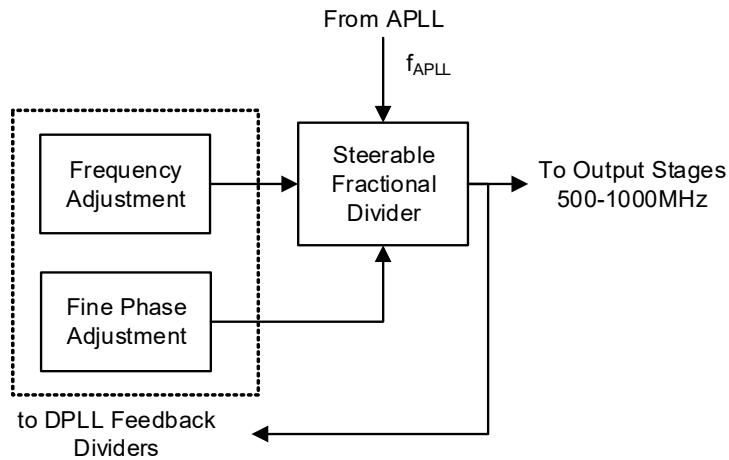 From APLL
fAPLL
Frequency
Adjustment
Steerable
Fractional
Divider
To Output Stages
500-1000MHz
Fine Phase
Adjustment
to DPLL Feedback
Dividers